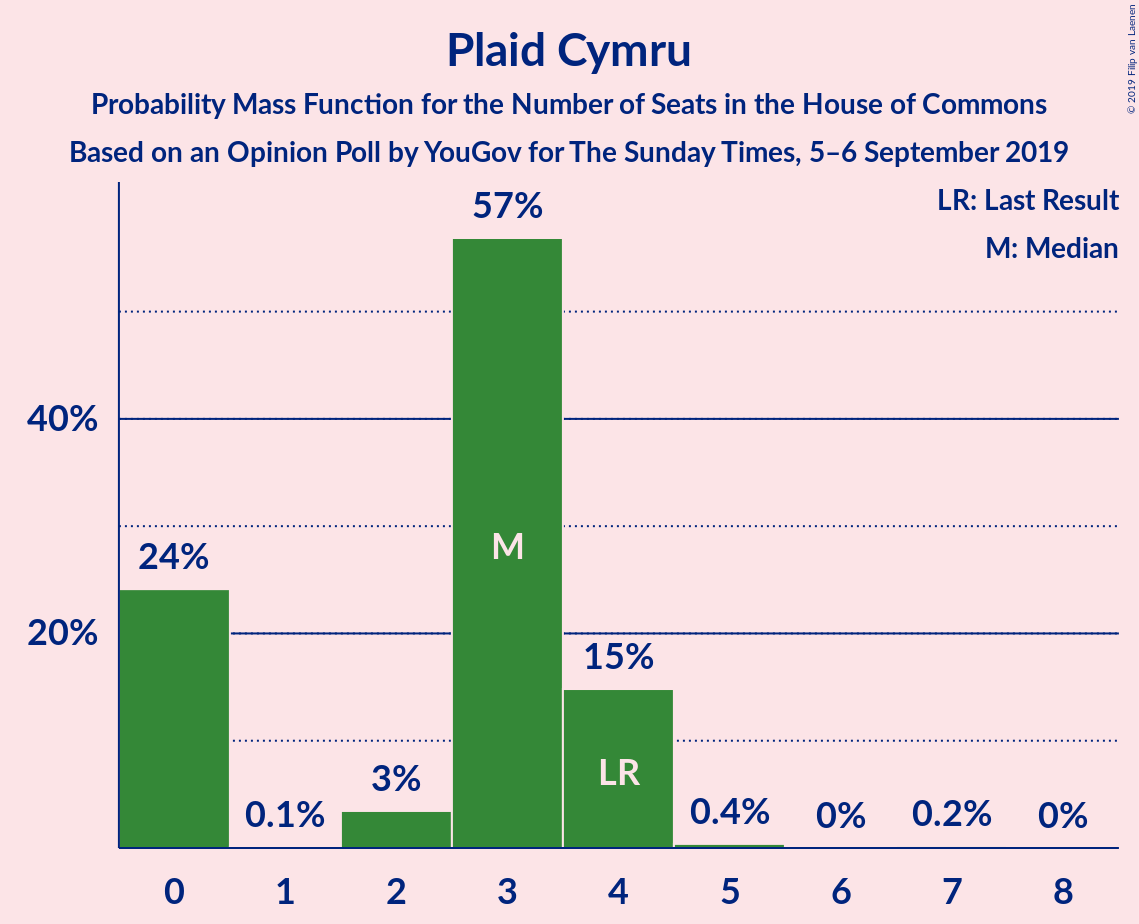 Plaid Cymru
Probability Mass Function for the Number of Seats in the House of Commons
Based on an Opinion Poll by YouGov for The Sunday Times, 5–6 September 2019
© 2019 Filip van Laenen
LR: Last Result
M: Median
57%
40%
M
24%
20%
15%
LR
3%
0.1%
0.4%
0%
0.2%
0%
0 1 2 3 4 5 6 7 8